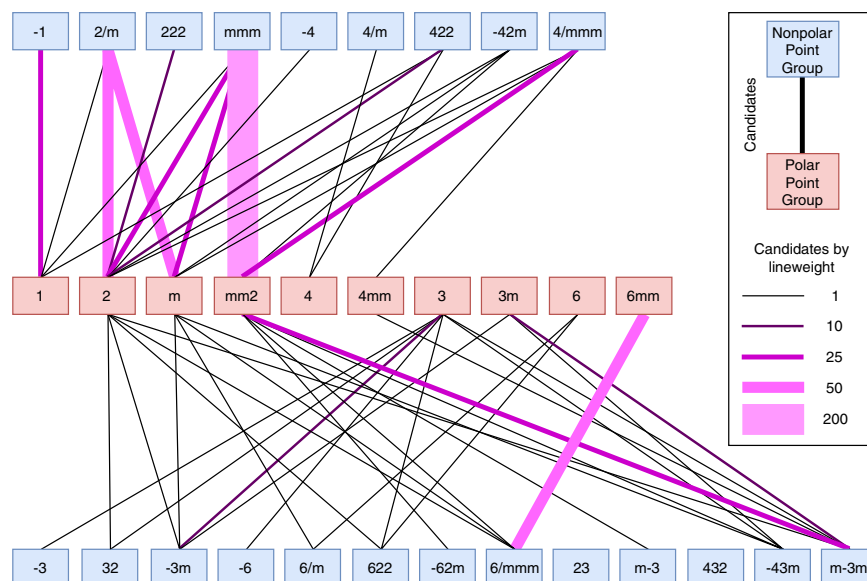 -1
2/m
222
mmm
-4
4/m
422
-42m
4/mmm
Nonpolar
Point
Group
Candidates
Polar
Point
Group
Candidates by
lineweight
1
10
25
50
200
1
2
m
mm2
4
4mm
3
3m
6
6mm
-3
32
-3m
-6
6/m
622
-62m
6/mmm
23
m-3
432
-43m
m-3m